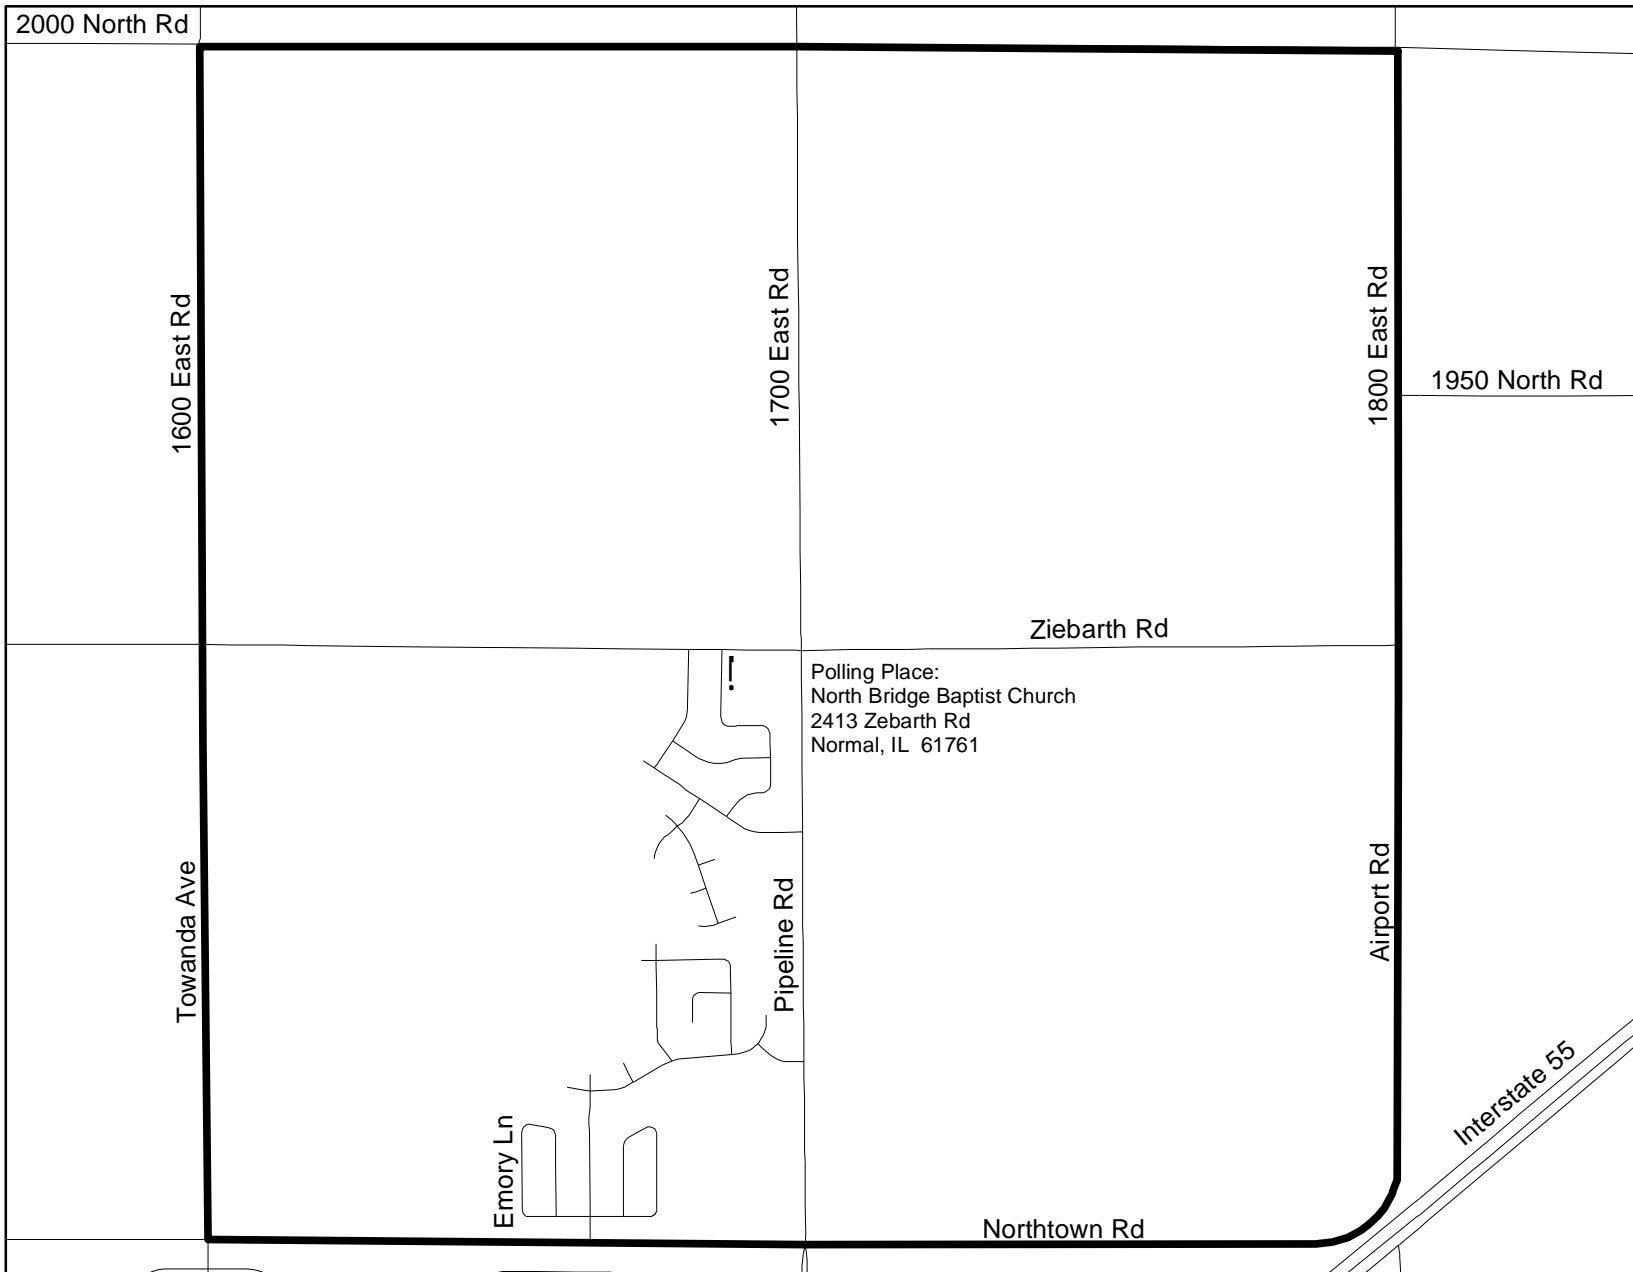 2000 North Rd
1600 East Rd
1700 East Rd
1800 East Rd
1950 North Rd
Ziebarth Rd
Polling Place:
North Bridge Baptist Church
2413 Zebarth Rd
Normal, IL  61761
Towanda Ave
Pipeline Rd
Airport Rd
Interstate 55
Emory Ln
Northtown Rd